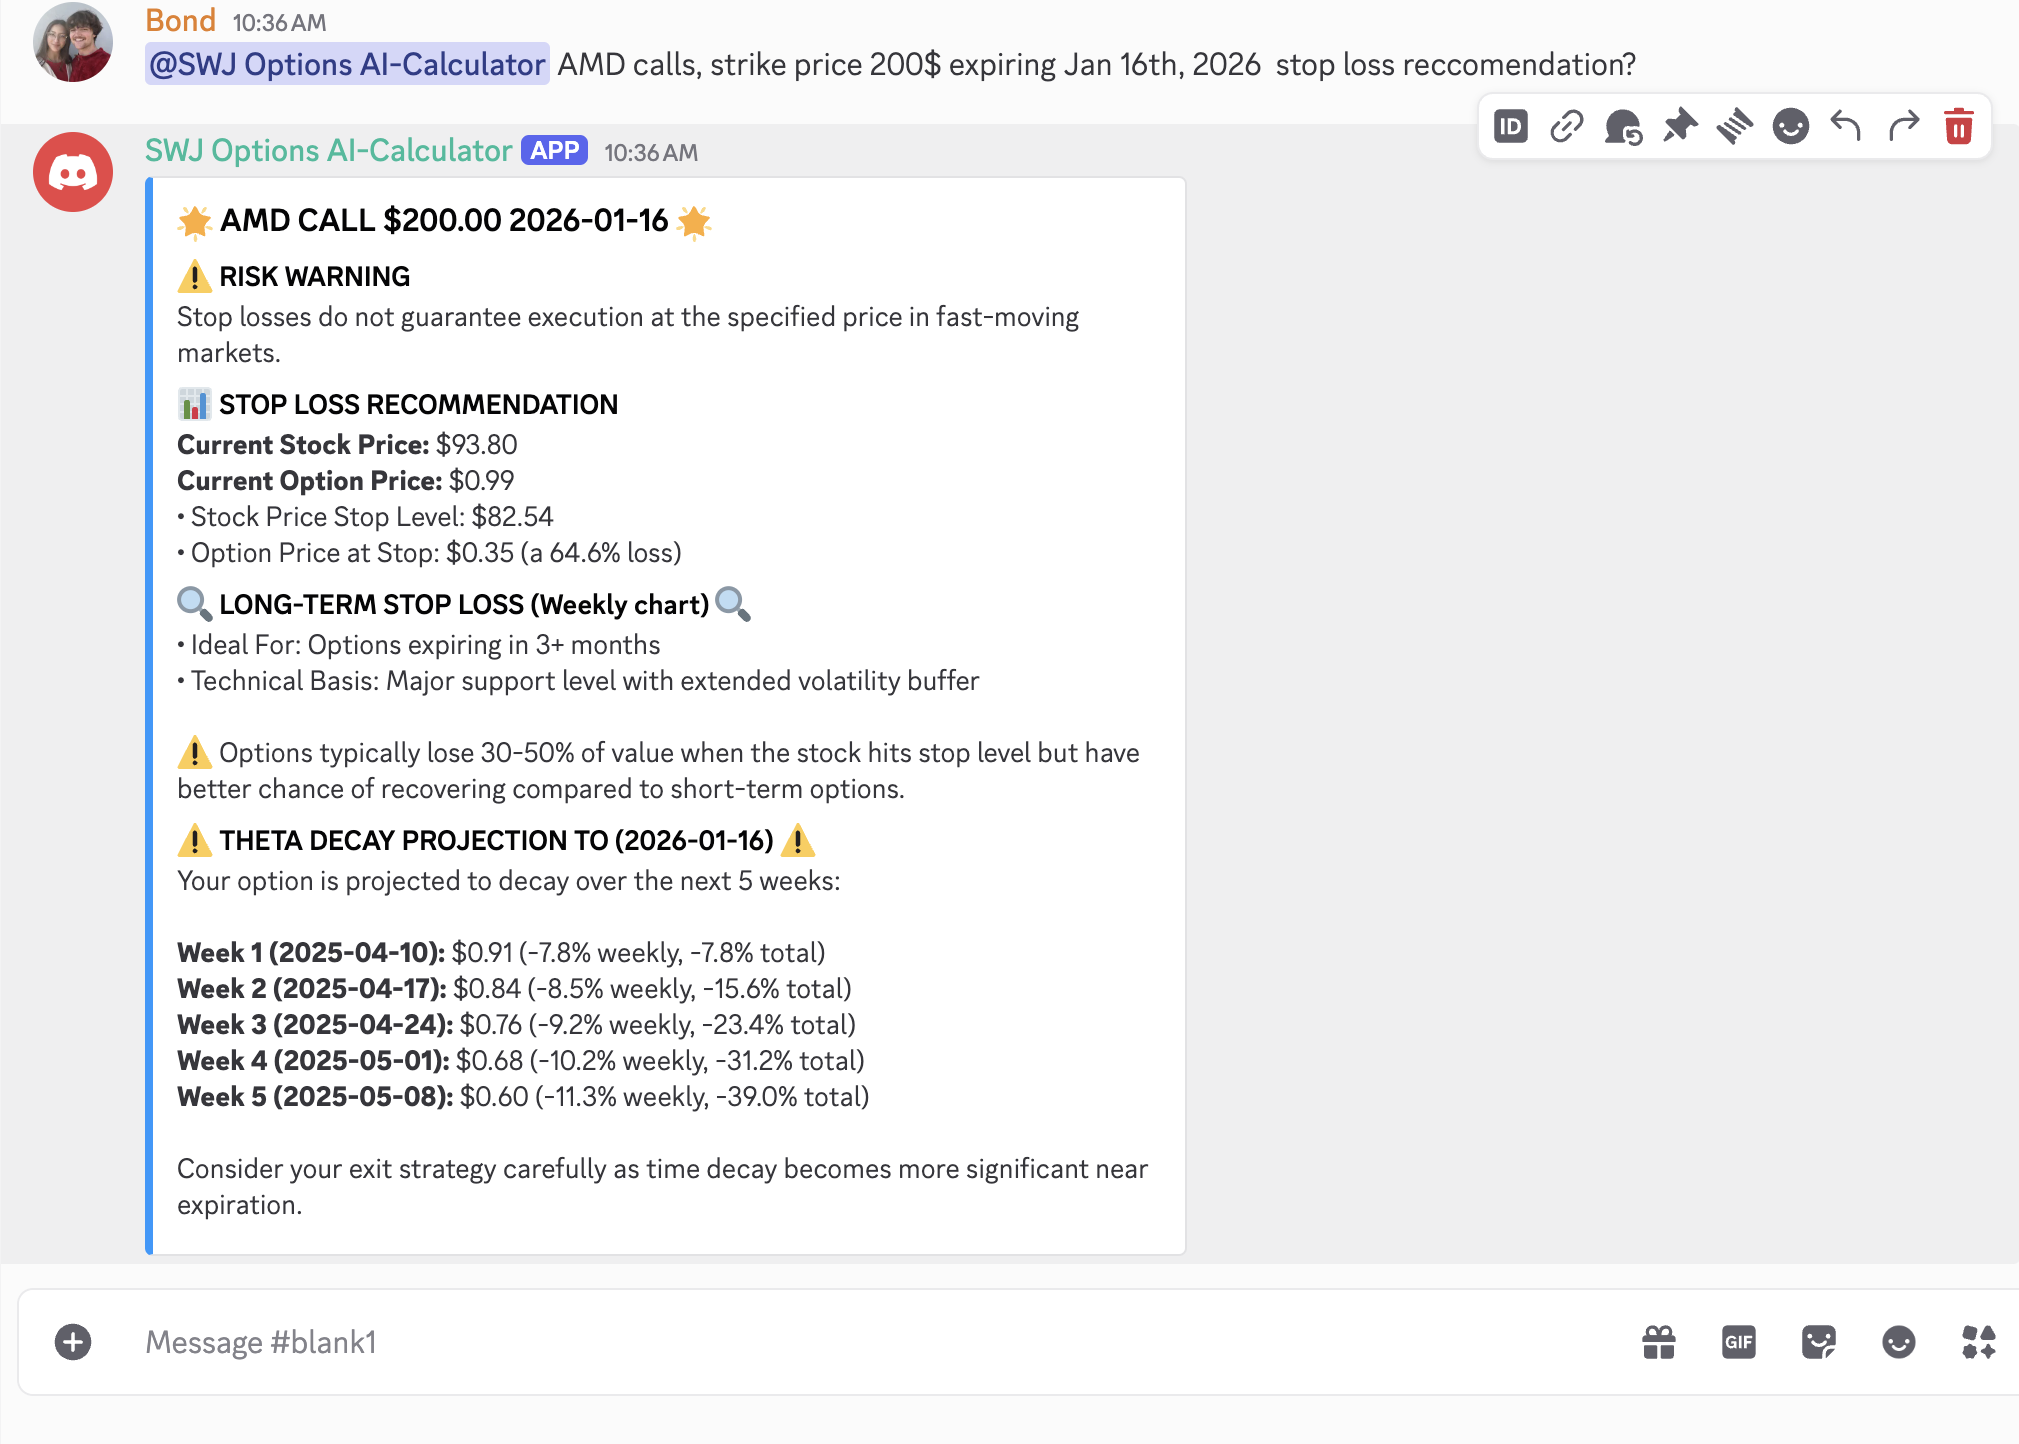 Bond 10:36 AM
@SWJ Options AI-Calculator AMD calls, strike price 200$ expiring Jan 16th, 2026 stop loss reccomendation?
ID
SWJ Options AI-Calculator APP 10:36 AM
AMD CALL $200.00 2026-01-16
RISK WARNING
Stop losses do not guarantee execution at the specified price in fast-moving
markets.
STOP LOSS RECOMMENDATION
Current Stock Price: $93.80
Current Option Price: $0.99
• Stock Price Stop Level: $82.54
• Option Price at Stop: $0.35 (a 64.6% loss)
LONG-TERM STOP LOSS (Weekly chart)
• Ideal For: Options expiring in 3+ months
• Technical Basis: Major support level with extended volatility buffer
Options typically lose 30-50% of value when the stock hits stop level but have
better chance of recovering compared to short-term options.
THETA DECAY PROJECTION TO (2026-01-16)
Your option is projected to decay over the next 5 weeks:
Week 1 (2025-04-10): $0.91 (-7.8% weekly, -7.8% total)
Week 2 (2025-04-17): $0.84 (-8.5% weekly, -15.6% total)
Week 3 (2025-04-24): $0.76 (-9.2% weekly, -23.4% total)
Week 4 (2025-05-01): $0.68 (-10.2% weekly, -31.2% total)
Week 5 (2025-05-08): $0.60 (-11.3% weekly, -39.0% total)
Consider your exit strategy carefully as time decay becomes more significant near
expiration.
Message #blank1
GIF